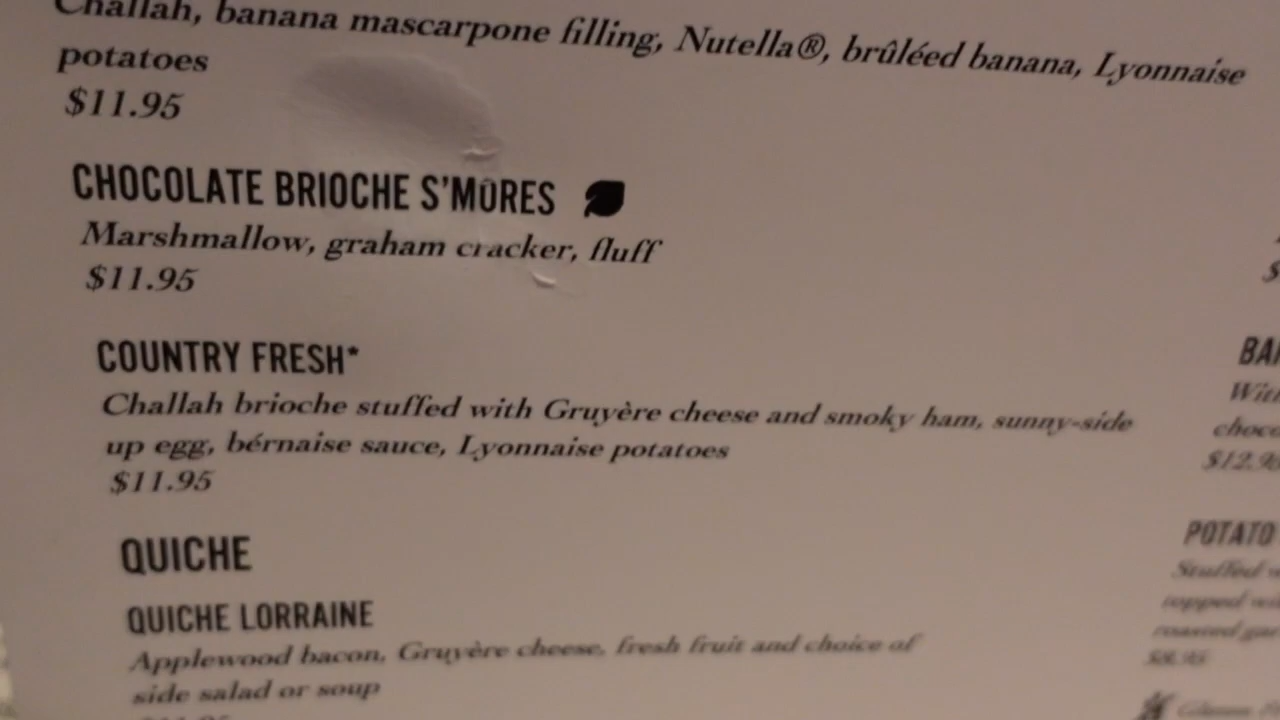 Challah, banana mascarpone filling, Nutella®, brûléed banana, Lyonnaise
potatoes
$11.95
CHOCOLATE BRIOCHE S'MORES
Marshmallow, graham cracker, fluff
$11.95
COUNTRY FRESH*
Challah brioche stuffed with Gruyère cheese and smoky ham, sunny-side
up egg, bérnaise sauce, Lyonnaise potatoes
$11.95
QUICHE
QUICHE LORRAINE
Applewood bacon, Gruyère cheese, fresh fruit and choice of
side salad or soup
POTATO
Stuffed
topped